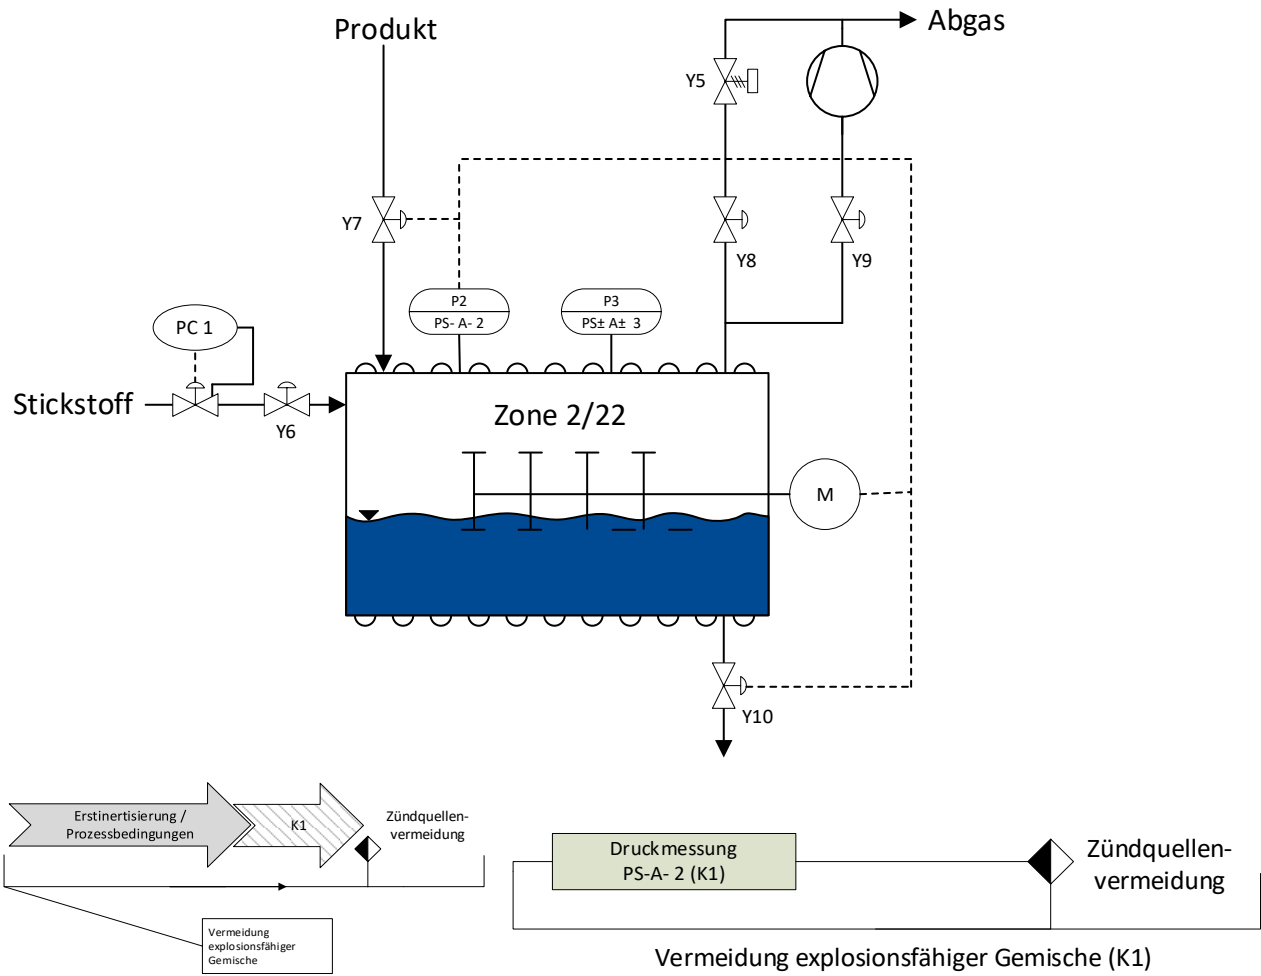 Produkt
Abgas
Y5
Y7
Y8
Y9
P2
PS- A- 2
P3
PS± A± 3
PC 1
Stickstoff
Y6
Zone 2/22
M
Y10
Erstinertisierung /
Prozessbedingungen
K1
Zündquellen-
vermeidung
Vermeidung
explosionsfähiger
Gemische
Druckmessung
PS-A- 2 (K1)
Zündquellen-
vermeidung
Vermeidung explosionsfähiger Gemische (K1)